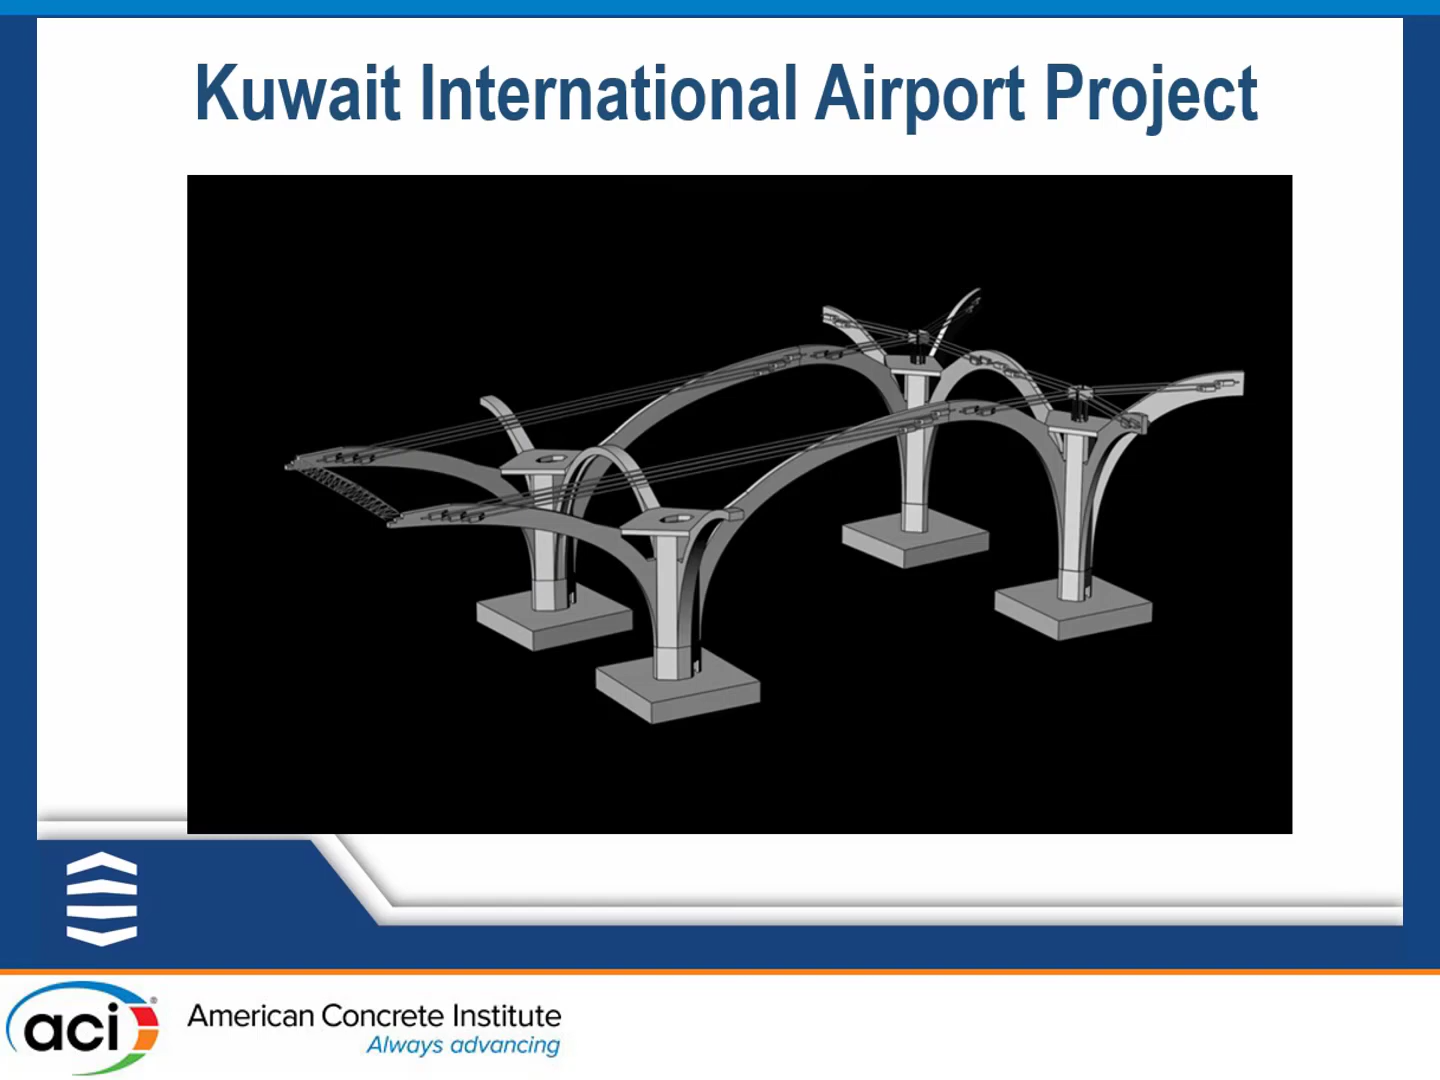 Kuwait International Airport Project
aci®
American Concrete Institute
Always advancing